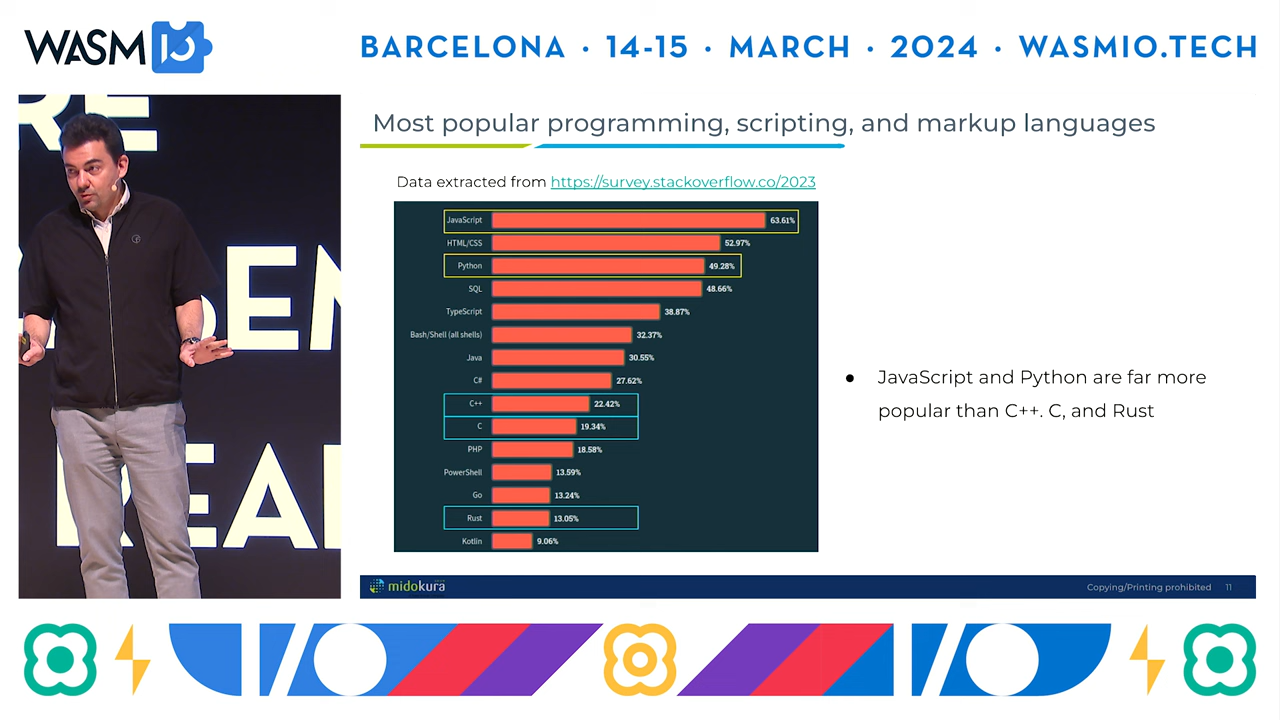 WASM IO
BARCELONA · 14-15 · MARCH · 2024 · WASMIO.TECH
Most popular programming, scripting, and markup languages
Data extracted from https://survey.stackoverflow.co/2023
JavaScript 63.61%
HTML/CSS 52.97%
Python 49.28%
SQL 48.66%
TypeScript 38.87%
Bash/Shell (all shells) 32.37%
Java 30.55%
C# 27.62%
C++ 22.42%
C 19.34%
PHP 18.58%
PowerShell 13.59%
Go 13.24%
Rust 13.05%
Kotlin 9.06%
● JavaScript and Python are far more
popular than C++. C, and Rust
midokura
Copying/Printing prohibited 11